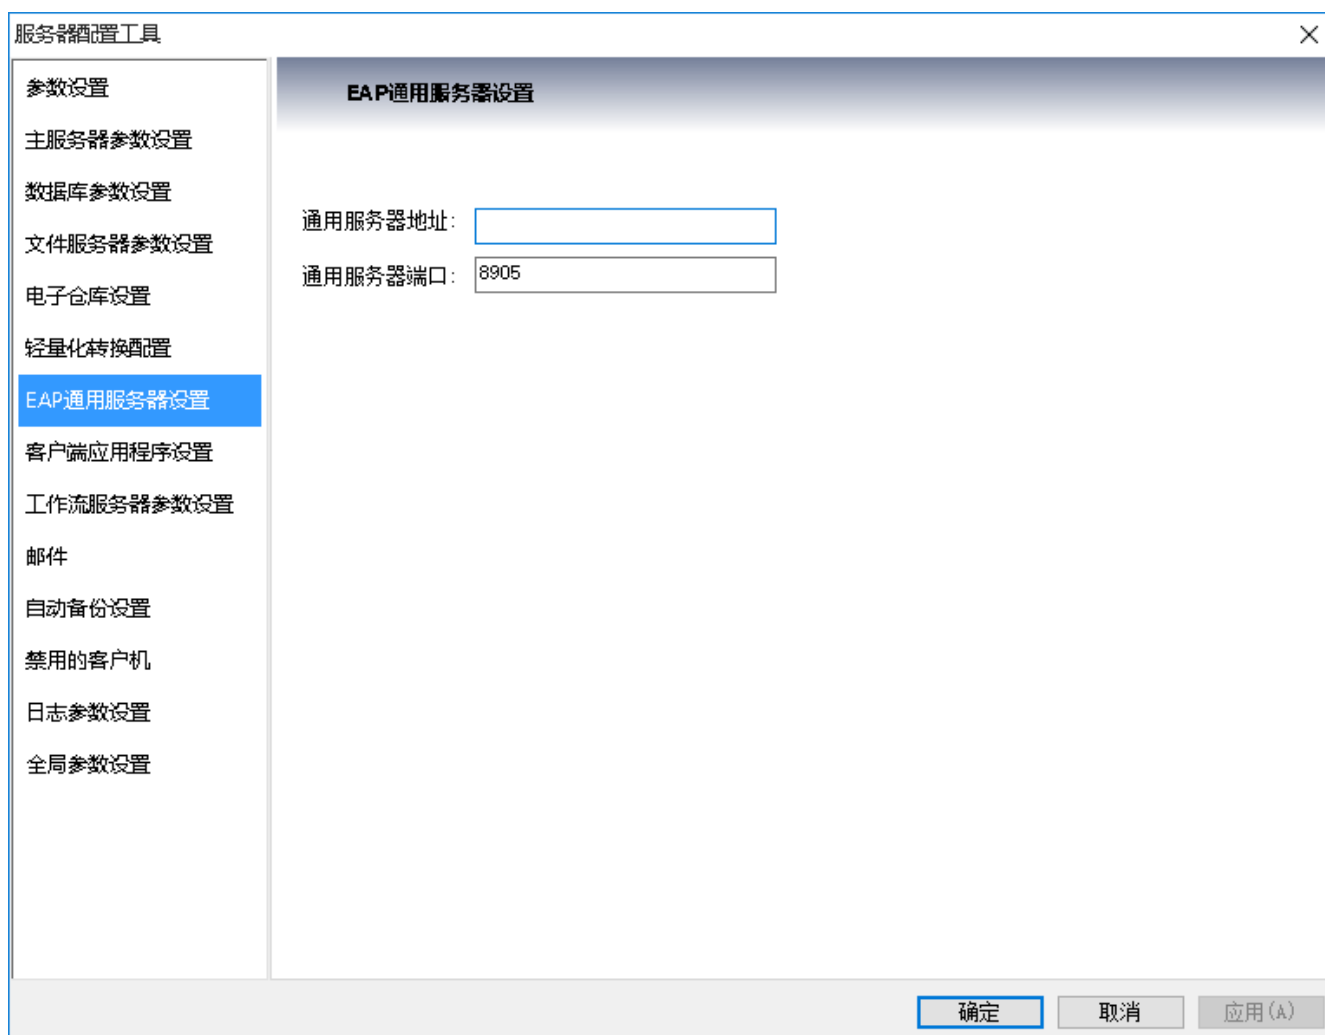 服务器配置工具
参数设置
主服务器参数设置
数据库参数设置
文件服务器参数设置
电子仓库设置
轻量化转换配置
EAP通用服务器设置
客户端应用程序设置
工作流服务器参数设置
邮件
自动备份设置
禁用的客户机
日志参数设置
全局参数设置
EAP通用服务器设置
通用服务器地址:
通用服务器端口: 8905
确定 取消 应用(A)